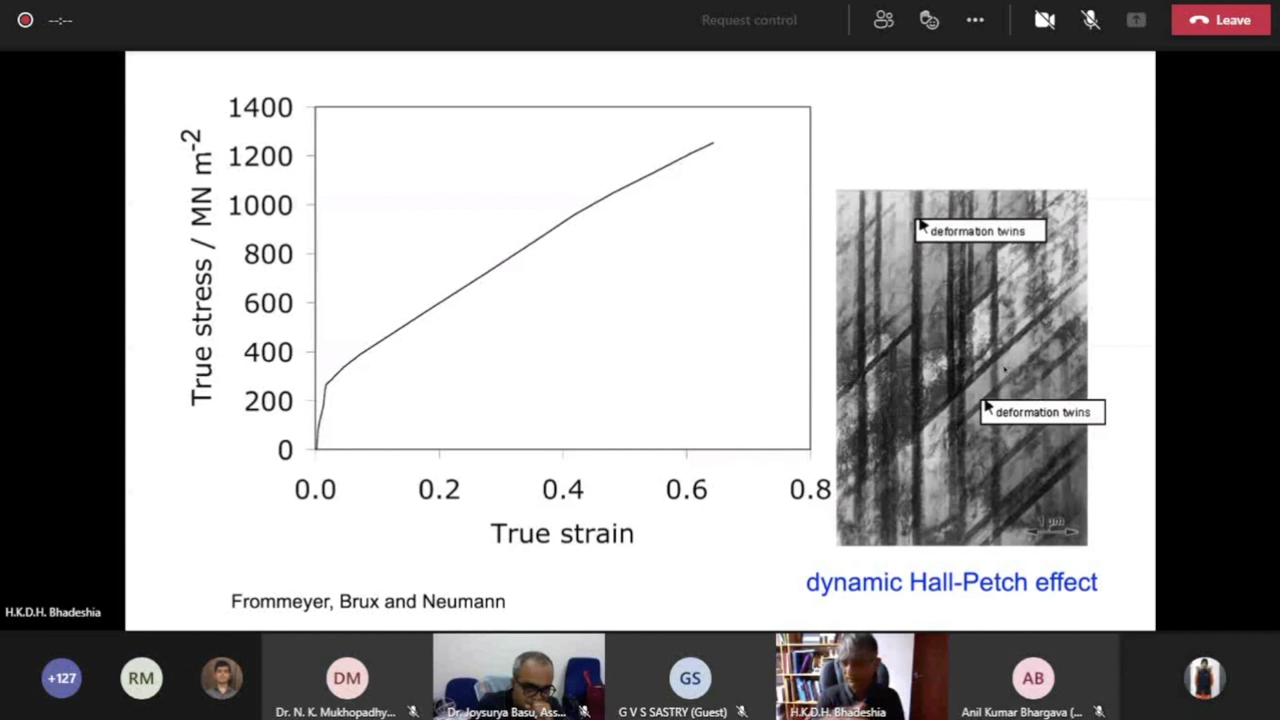 --:--
Request control
Leave
1400
1200
1000
800
600
400
200
0
True stress / MN m-2
0.0 0.2 0.4 0.6 0.8
True strain
deformation twins
deformation twins
1 µm
dynamic Hall-Petch effect
Frommeyer, Brux and Neumann
H.K.D.H. Bhadeshia
+127
RM
DM
GS
AB
Dr. N. K. Mukhopadhy...
Dr. Joysurya Basu, Ass...
G V S SASTRY (Guest)
H.K.D.H. Bhadeshia
Anil Kumar Bhargava (...